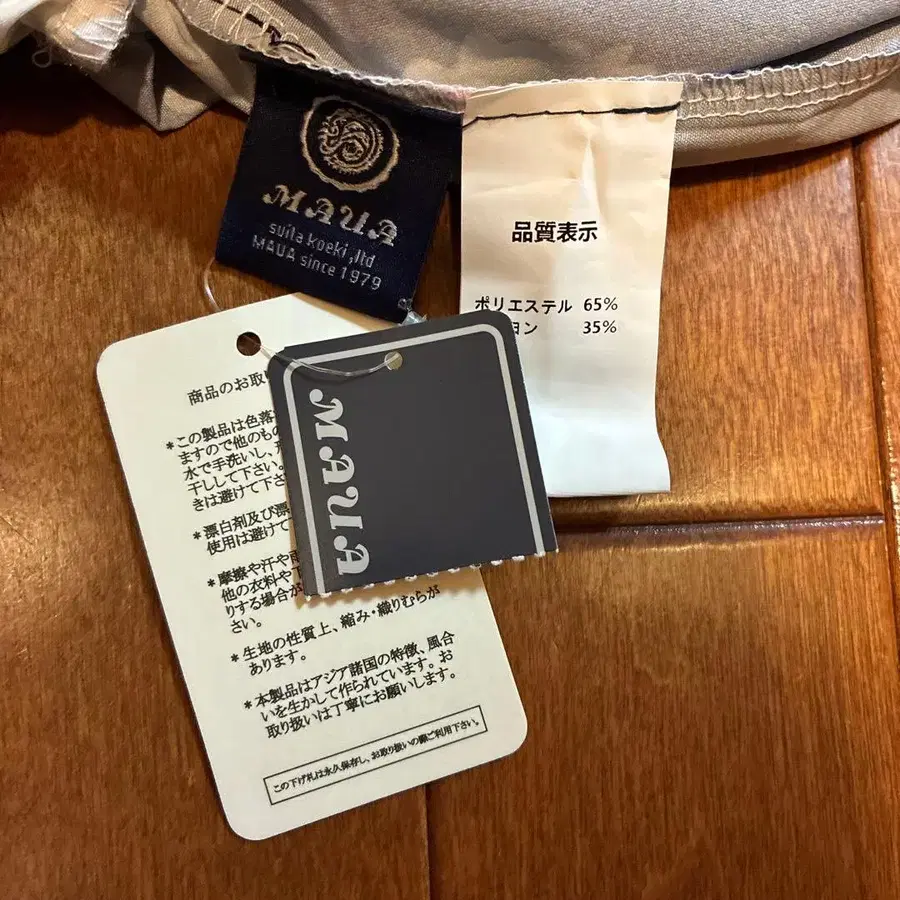 MAUA
suita koeki ,ltd
MAUA since 1979
品質表示
ポリエステル 65%
ヨン 35%
MAUA
商品のお取
*この製品は色落
ますので他のもの
水で手洗いし、
干しして下さい。
きは避けて下さ
*漂白剤及び漂
使用は避けて
*摩擦や汗や雨
他の衣料や下
りする場合が
さい。
*生地の性質上、縮み・織りむらが
あります。
*本製品はアジア諸国の特徴、風合
いを生かして作られています。お
取り扱いは丁寧にお願いします。
この下げ札は永久保存し、お取り扱いの際ご利用下さい。